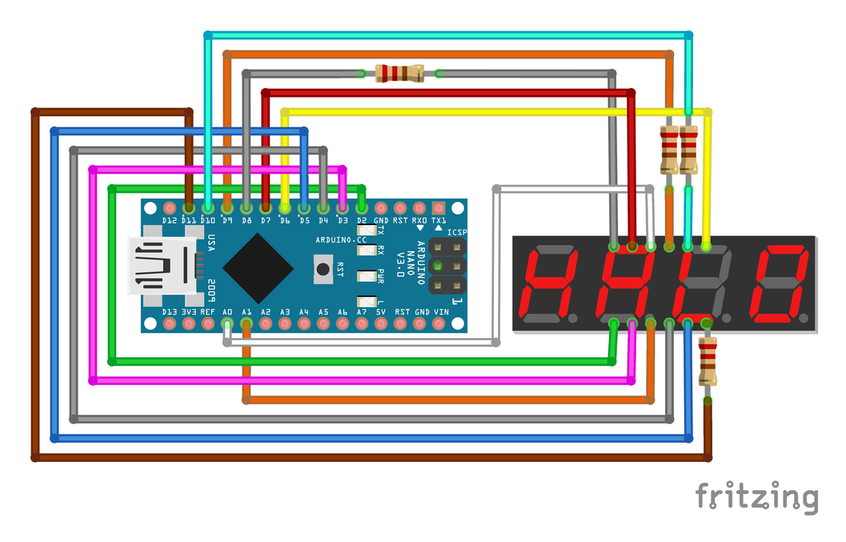 D12 D11 D10 D9 D8 D7 D6 D5 D4 D3 D2 GND RST RX0 TX1
USA
2005
ARDUINO.CC
RST
TX
RX
PWR
L
ARDUINO
NANO
V3.0
ICSP
1
D13 3V3 REF A0 A1 A2 A3 A4 A5 A6 A7 5V RST GND VIN
fritzing